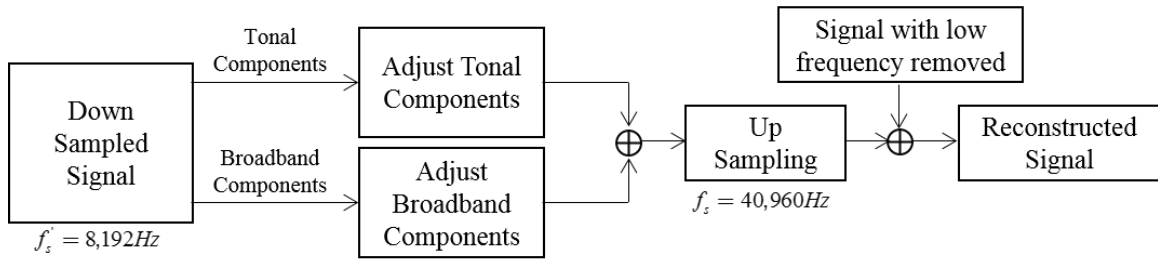 Down
Sampled
Signal
f's = 8,192Hz
Tonal
Components
Broadband
Components
Adjust Tonal
Components
Adjust
Broadband
Components
Up
Sampling
fs = 40,960Hz
Signal with low
frequency removed
Reconstructed
Signal